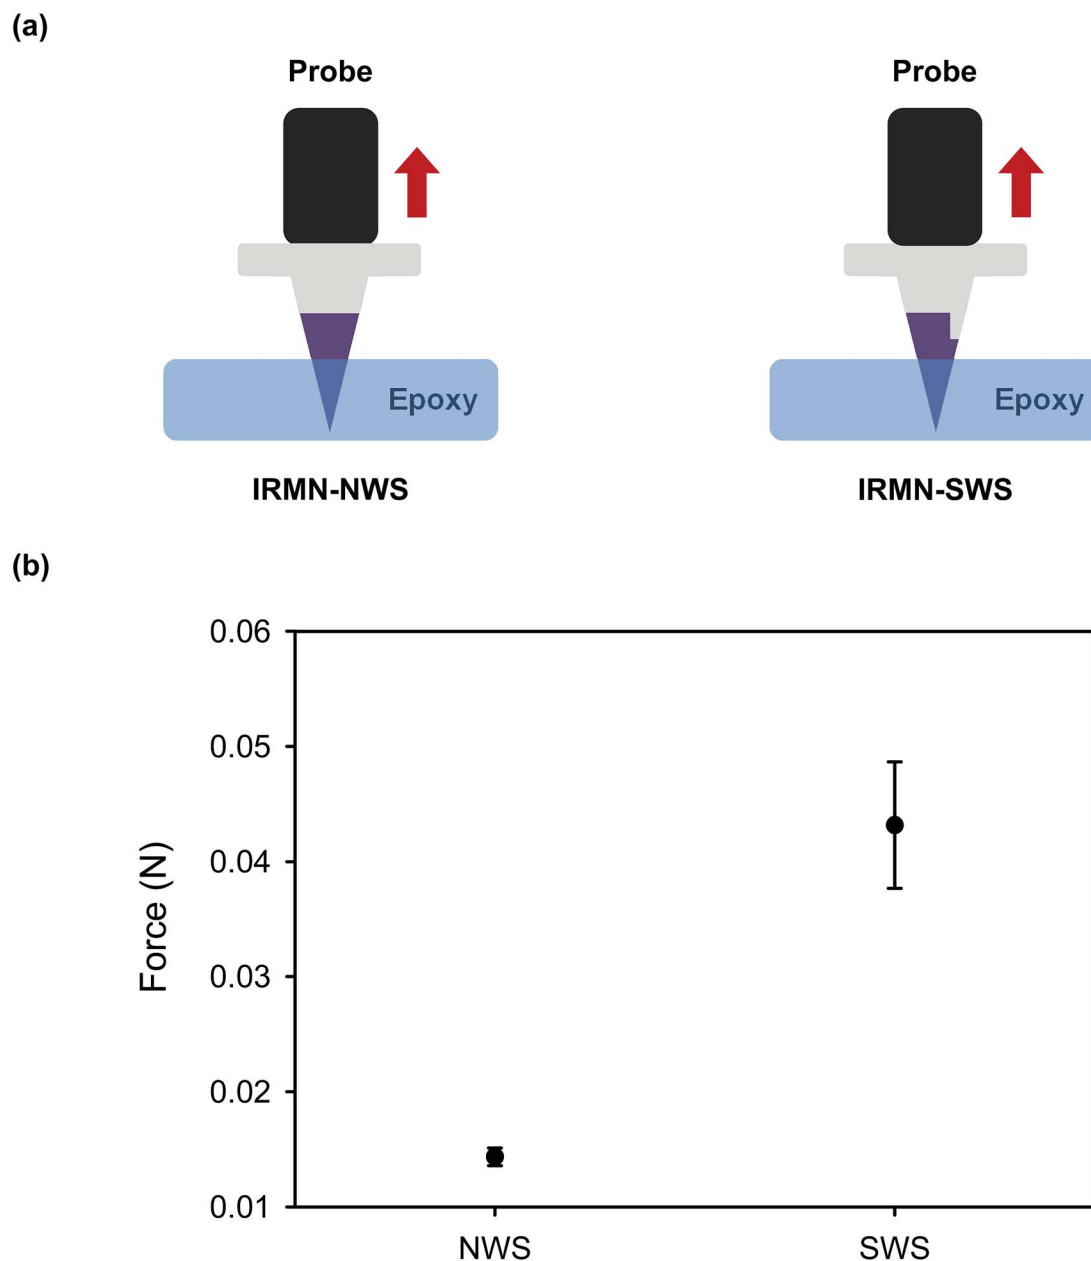 (a)
Probe
Probe
Epoxy
Epoxy
IRMN-NWS
IRMN-SWS
(b)
0.06
0.05
0.04
0.03
0.02
0.01
Force (N)
NWS
SWS